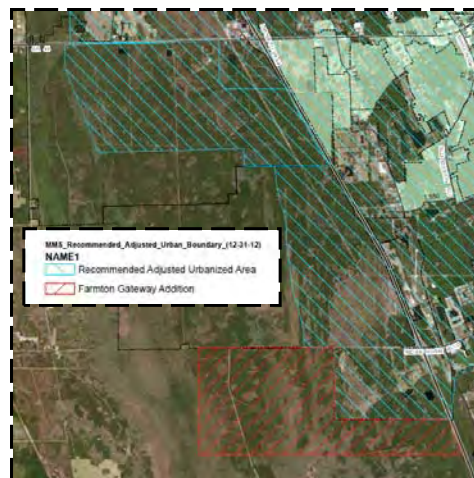 MMS_Recommended_Adjusted_Urban_Boundary_(12-31-12)
NAME1
Recommended Adjusted Urbanized Area
Farmton Gateway Addition